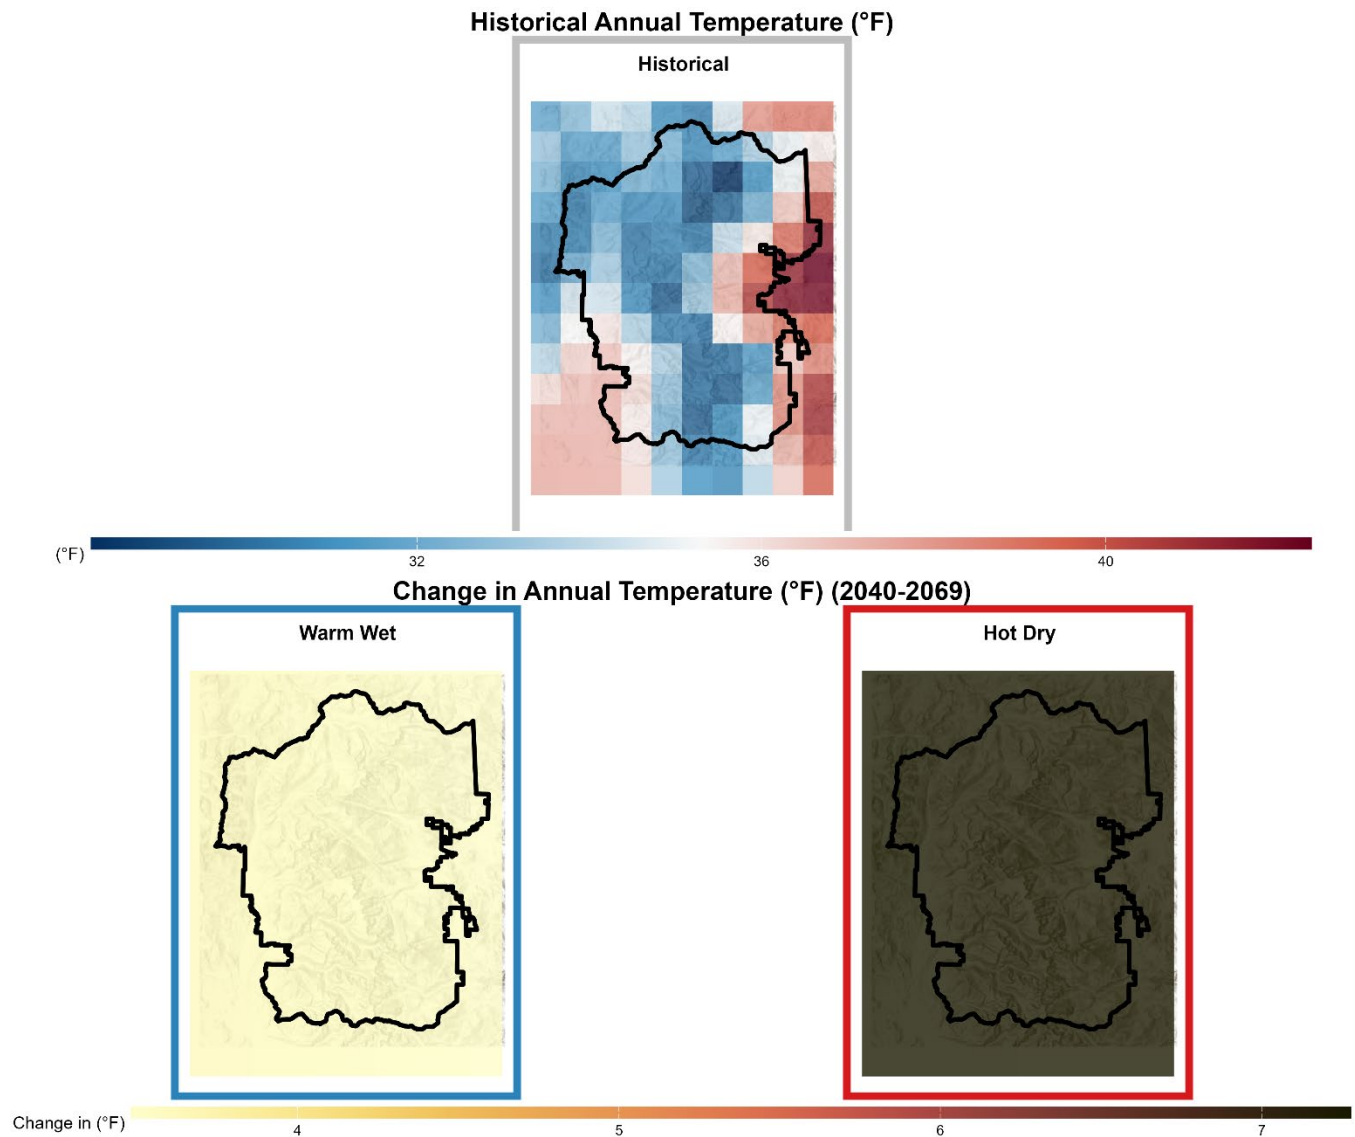 Historical Annual Temperature (°F)
Historical
(°F)
32
36
40
Change in Annual Temperature (°F) (2040-2069)
Warm Wet
Hot Dry
Change in (°F)
4
5
6
7